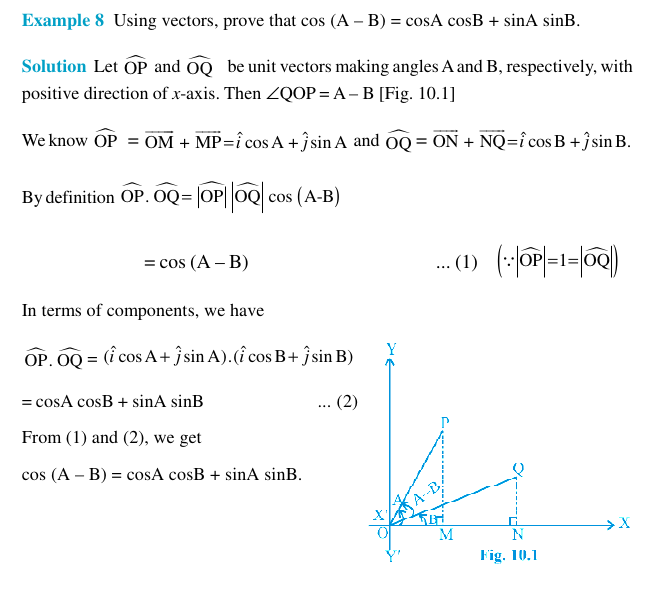 Example 8 Using vectors, prove that cos (A – B) = cosA cosB + sinA sinB.
Solution Let $\widehat{OP}$ and $\widehat{OQ}$ be unit vectors making angles A and B, respectively, with
positive direction of x-axis. Then ∠QOP = A – B [Fig. 10.1]
We know $\widehat{OP}$ = $\overrightarrow{OM}$ + $\overrightarrow{MP}$ = $\hat{i}$ cos A + $\hat{j}$ sin A and $\widehat{OQ}$ = $\overrightarrow{ON}$ + $\overrightarrow{NQ}$ = $\hat{i}$ cos B + $\hat{j}$ sin B.
By definition $\widehat{OP}$. $\widehat{OQ}$ = |$\widehat{OP}$| |$\widehat{OQ}$| cos (A-B)
= cos (A – B) ... (1) (∵|$\widehat{OP}$|=1=|$\widehat{OQ}$|)
In terms of components, we have
$\widehat{OP}$. $\widehat{OQ}$ = ($\hat{i}$ cos A + $\hat{j}$ sin A).($\hat{i}$ cos B + $\hat{j}$ sin B)
= cosA cosB + sinA sinB ... (2)
From (1) and (2), we get
cos (A – B) = cosA cosB + sinA sinB.
Y
P
Q
A
A–B
B
X'
X
O
M
N
Y'
Fig. 10.1